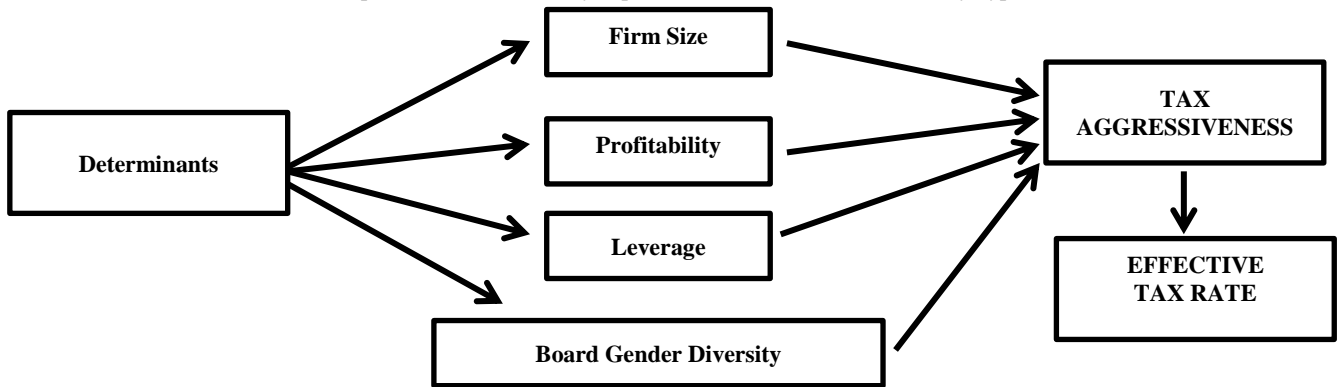 Firm Size
TAX
AGGRESSIVENESS
Determinants
Profitability
Leverage
EFFECTIVE
TAX RATE
Board Gender Diversity